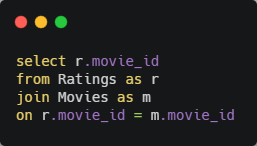 select r.movie_id
from Ratings as r
join Movies as m
on r.movie_id = m.movie_id